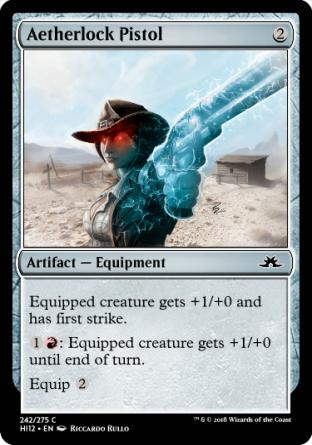 Aetherlock Pistol 2
Artifact — Equipment
Equipped creature gets +1/+0 and
has first strike.
1 R: Equipped creature gets +1/+0
until end of turn.
Equip 2
242/275 C
HI12 • EN Riccardo Rullo
™ & © 2018 Wizards of the Coast